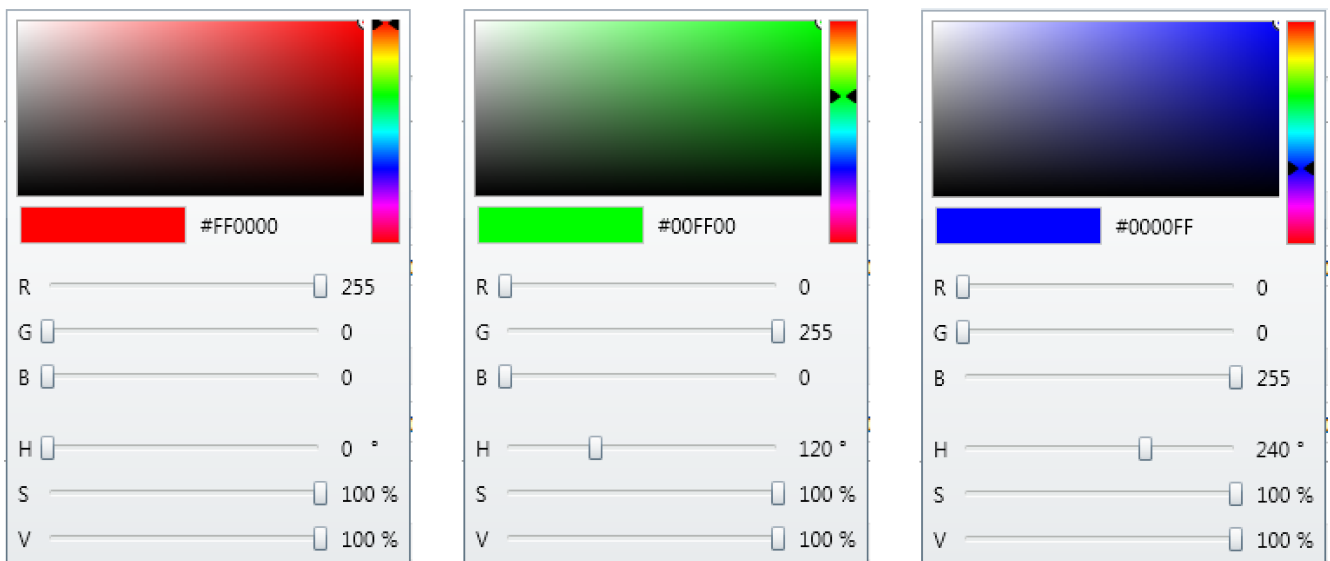 #FF0000
R 255
G 0
B 0
H 0 °
S 100 %
V 100 %
#00FF00
R 0
G 255
B 0
H 120 °
S 100 %
V 100 %
#0000FF
R 0
G 0
B 255
H 240 °
S 100 %
V 100 %